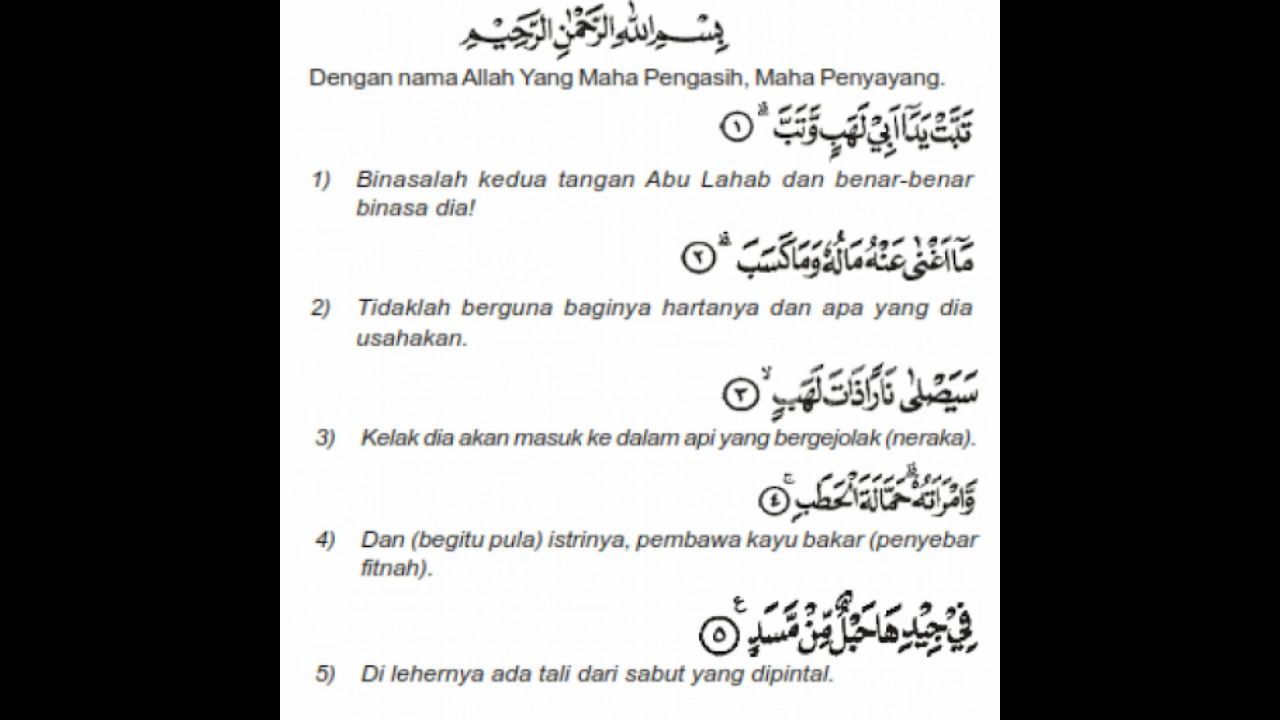 بِسْمِ اللّٰهِ الرَّحْمٰنِ الرَّحِيْمِ
Dengan nama Allah Yang Maha Pengasih, Maha Penyayang.
تَبَّتْ يَدَآ اَبِيْ لَهَبٍ وَّتَبَّۗ ١
1) Binasalah kedua tangan Abu Lahab dan benar-benar
binasa dia!
مَآ اَغْنٰى عَنْهُ مَالُهٗ وَمَا كَسَبَۗ ٢
2) Tidaklah berguna baginya hartanya dan apa yang dia
usahakan.
سَيَصْلٰى نَارًا ذَاتَ لَهَبٍۙ ٣
3) Kelak dia akan masuk ke dalam api yang bergejolak (neraka).
وَّامْرَاَتُهٗۗ حَمَّالَةَ الْحَطَبِۚ ٤
4) Dan (begitu pula) istrinya, pembawa kayu bakar (penyebar
fitnah).
فِيْ جِيْدِهَا حَبْلٌ مِّنْ مَّسَدٍ ࣖ ٥
5) Di lehernya ada tali dari sabut yang dipintal.